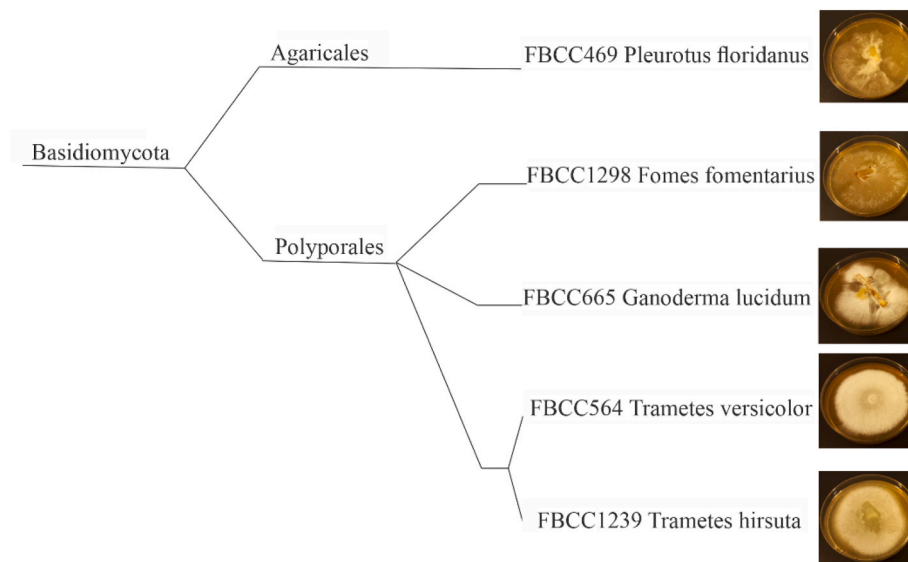 Agaricales
FBCC469 Pleurotus floridanus
Basidiomycota
FBCC1298 Fomes fomentarius
Polyporales
FBCC665 Ganoderma lucidum
FBCC564 Trametes versicolor
FBCC1239 Trametes hirsuta